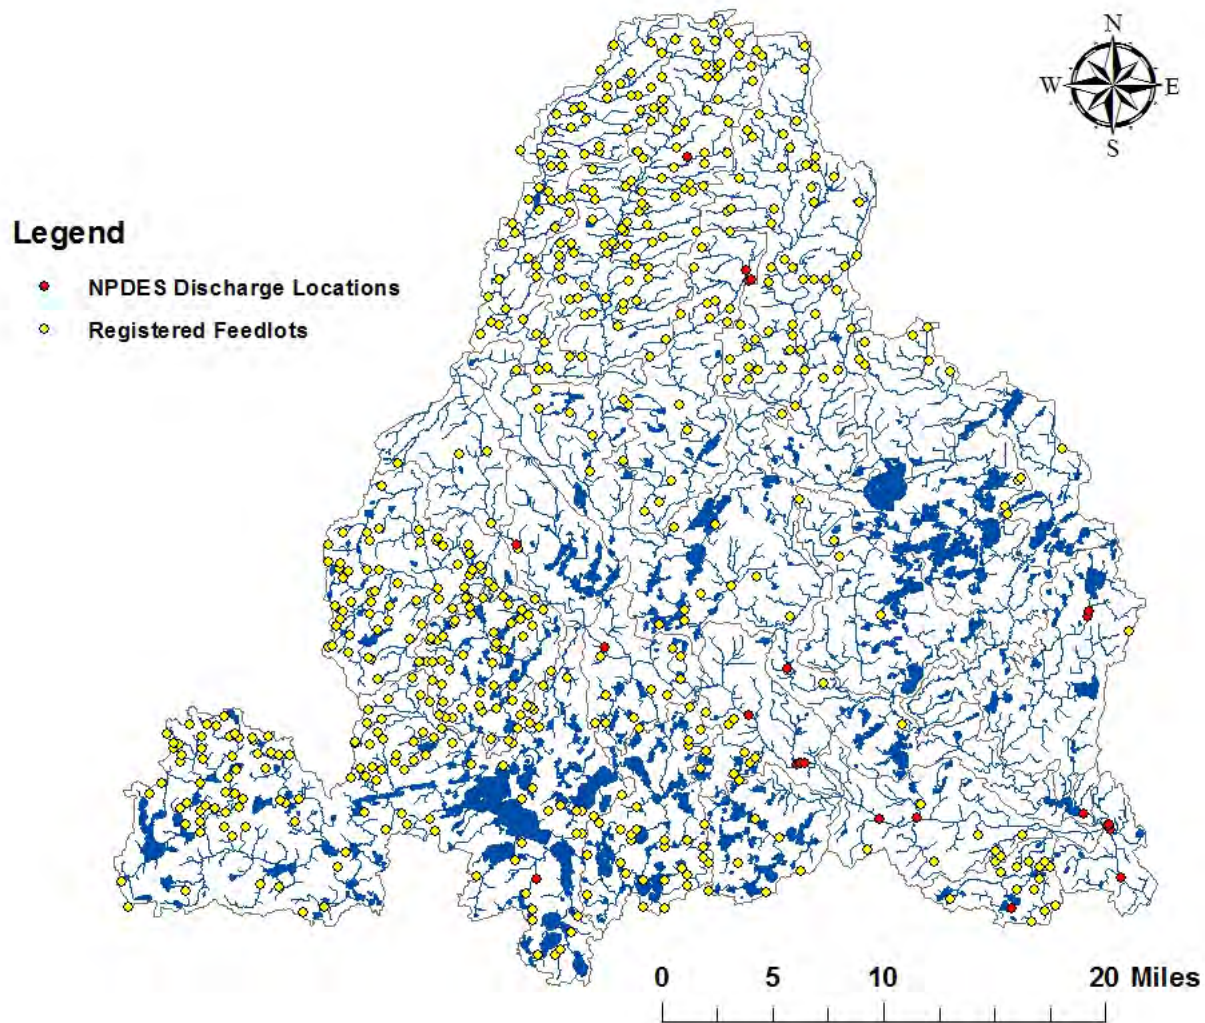 N
W E
S
Legend
NPDES Discharge Locations
Registered Feedlots
0 5 10 20 Miles